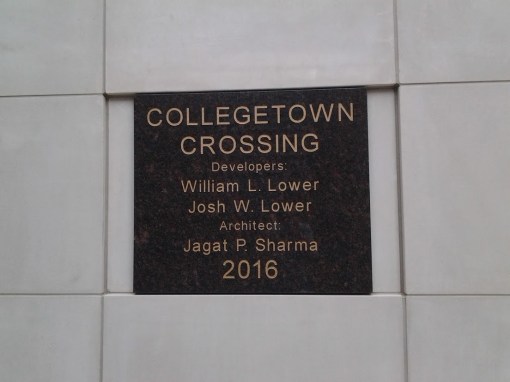 COLLEGETOWN
CROSSING
Developers:
William L. Lower
Josh W. Lower
Architect:
Jagat P. Sharma
2016